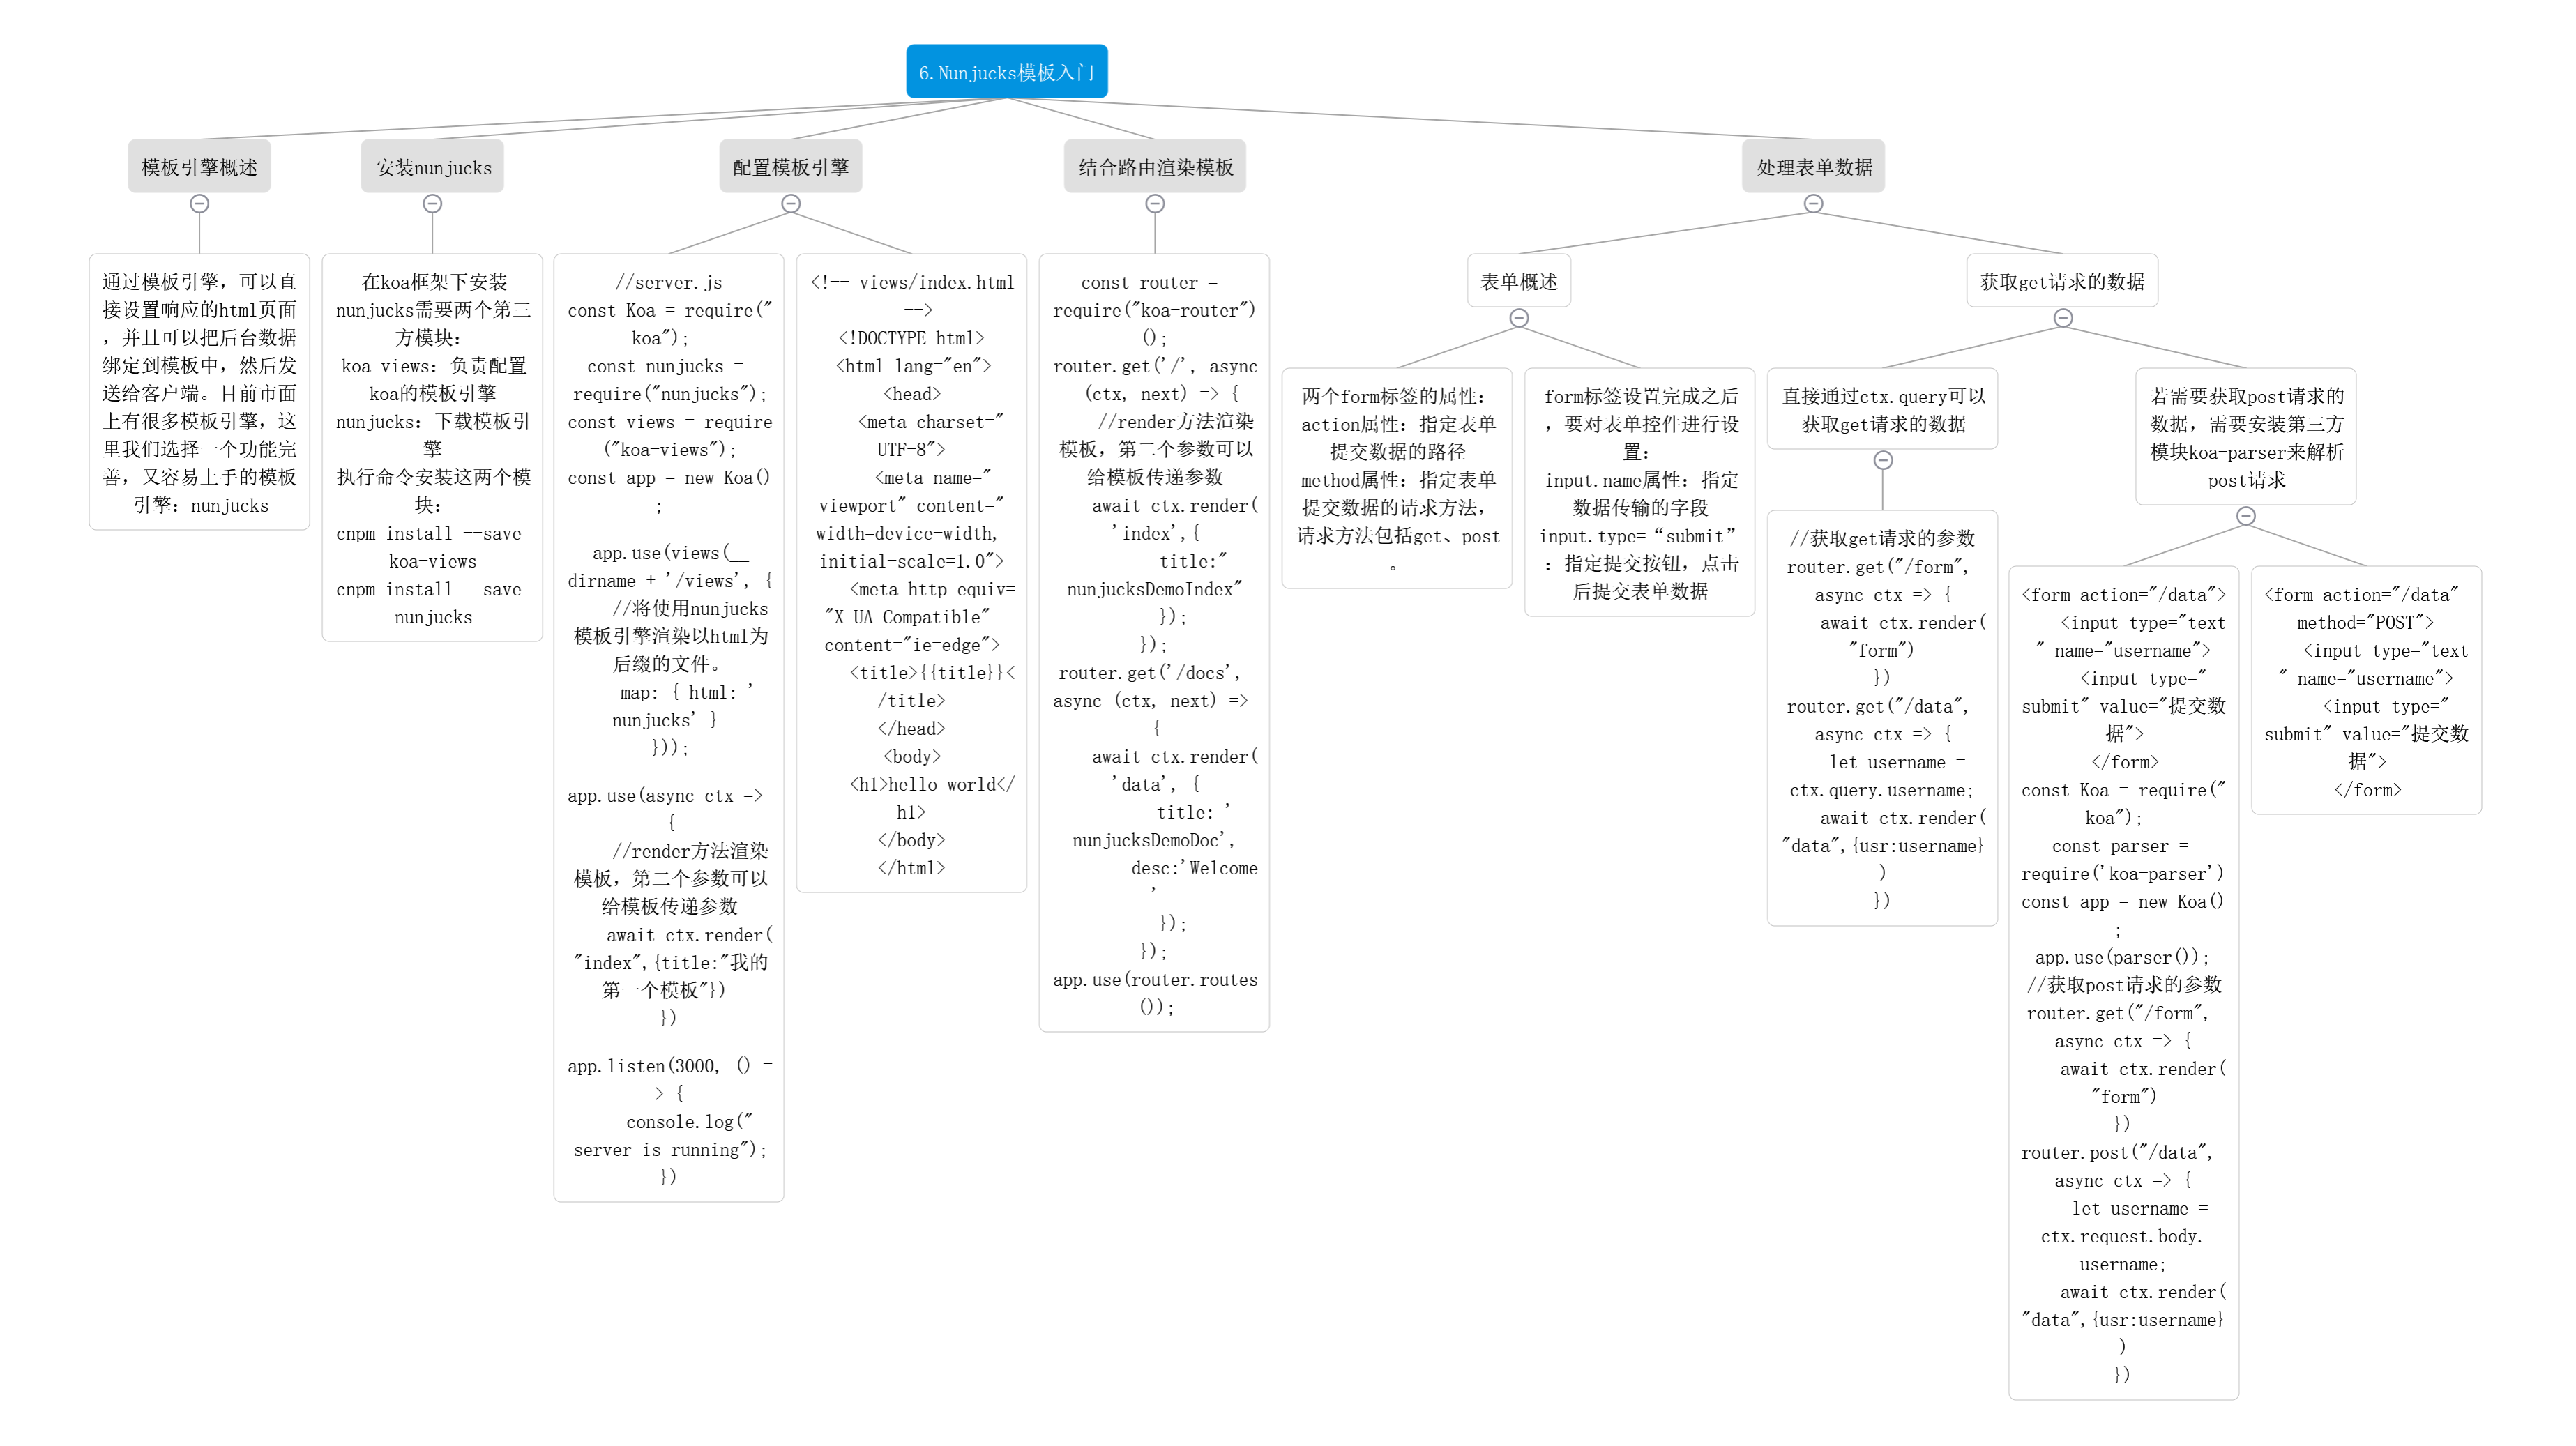 6.Nunjucks模板入门
模板引擎概述
通过模板引擎，可以直
接设置响应的html页面
，并且可以把后台数据
绑定到模板中，然后发
送给客户端。目前市面
上有很多模板引擎，这
里我们选择一个功能完
善，又容易上手的模板
引擎：nunjucks
安装nunjucks
在koa框架下安装
nunjucks需要两个第三
方模块：
koa-views：负责配置
koa的模板引擎
nunjucks：下载模板引
擎
执行命令安装这两个模
块：
cnpm install --save
koa-views
cnpm install --save
nunjucks
配置模板引擎
//server.js
const Koa = require("
koa");
const nunjucks =
require("nunjucks");
const views = require
("koa-views");
const app = new Koa()
;
app.use(views(__
dirname + '/views', {
//将使用nunjucks
模板引擎渲染以html为
后缀的文件。
map: { html: '
nunjucks' }
}));
app.use(async ctx =>
{
//render方法渲染
模板，第二个参数可以
给模板传递参数
await ctx.render(
"index",{title:"我的
第一个模板"})
})
app.listen(3000, () =
> {
console.log("
server is running");
})
<!-- views/index.html
-->
<!DOCTYPE html>
<html lang="en">
<head>
<meta charset="
UTF-8">
<meta name="
viewport" content="
width=device-width,
initial-scale=1.0">
<meta http-equiv=
"X-UA-Compatible"
content="ie=edge">
<title>{{title}}<
/title>
</head>
<body>
<h1>hello world</
h1>
</body>
</html>
结合路由渲染模板
const router =
require("koa-router")
();
router.get('/', async
(ctx, next) => {
//render方法渲染
模板，第二个参数可以
给模板传递参数
await ctx.render(
'index',{
title:"
nunjucksDemoIndex"
});
});
router.get('/docs',
async (ctx, next) =>
{
await ctx.render(
'data', {
title: '
nunjucksDemoDoc',
desc:'Welcome
'
});
});
app.use(router.routes
());
处理表单数据
表单概述
两个form标签的属性：
action属性：指定表单
提交数据的路径
method属性：指定表单
提交数据的请求方法，
请求方法包括get、post
。
form标签设置完成之后
，要对表单控件进行设
置：
input.name属性：指定
数据传输的字段
input.type=“submit”
：指定提交按钮，点击
后提交表单数据
获取get请求的数据
直接通过ctx.query可以
获取get请求的数据
//获取get请求的参数
router.get("/form",
async ctx => {
await ctx.render(
"form")
})
router.get("/data",
async ctx => {
let username =
ctx.query.username;
await ctx.render(
"data",{usr:username}
)
})
若需要获取post请求的
数据，需要安装第三方
模块koa-parser来解析
post请求
<form action="/data">
<input type="text
" name="username">
<input type="
submit" value="提交数
据">
</form>
const Koa = require("
koa");
const parser =
require('koa-parser')
const app = new Koa()
;
app.use(parser());
//获取post请求的参数
router.get("/form",
async ctx => {
await ctx.render(
"form")
})
router.post("/data",
async ctx => {
let username =
ctx.request.body.
username;
await ctx.render(
"data",{usr:username}
)
})
<form action="/data"
method="POST">
<input type="text
" name="username">
<input type="
submit" value="提交数
据">
</form>